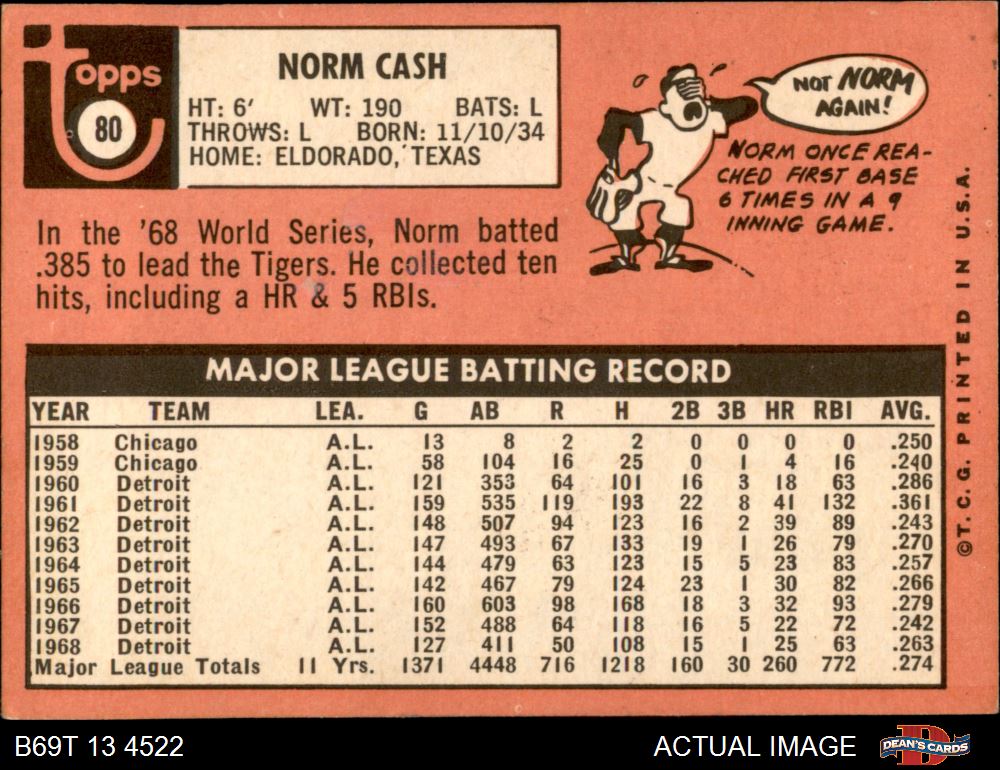 Topps
80
NORM CASH
HT: 6' WT: 190 BATS: L
THROWS: L BORN: 11/10/34
HOME: ELDORADO, TEXAS
NOT NORM
AGAIN!
NORM ONCE REA-
CHED FIRST BASE
6 TIMES IN A 9
INNING GAME.
In the '68 World Series, Norm batted
.385 to lead the Tigers. He collected ten
hits, including a HR & 5 RBIs.
MAJOR LEAGUE BATTING RECORD
YEAR TEAM LEA. G AB R H 2B 3B HR RBI AVG.
1958 Chicago A.L. 13 8 2 2 0 0 0 0 .250
1959 Chicago A.L. 58 104 16 25 0 1 4 16 .240
1960 Detroit A.L. 121 353 64 101 16 3 18 63 .286
1961 Detroit A.L. 159 535 119 193 22 8 41 132 .361
1962 Detroit A.L. 148 507 94 123 16 2 39 89 .243
1963 Detroit A.L. 147 493 67 133 19 1 26 79 .270
1964 Detroit A.L. 144 479 63 123 15 5 23 83 .257
1965 Detroit A.L. 142 467 79 124 23 1 30 82 .266
1966 Detroit A.L. 160 603 98 168 18 3 32 93 .279
1967 Detroit A.L. 152 488 64 118 16 5 22 72 .242
1968 Detroit A.L. 127 411 50 108 15 1 25 63 .263
Major League Totals 11 Yrs. 1371 4448 716 1218 160 30 260 772 .274
©T.C.G. PRINTED IN U.S.A.
B69T 13 4522
ACTUAL IMAGE
D
DEAN'S CARDS